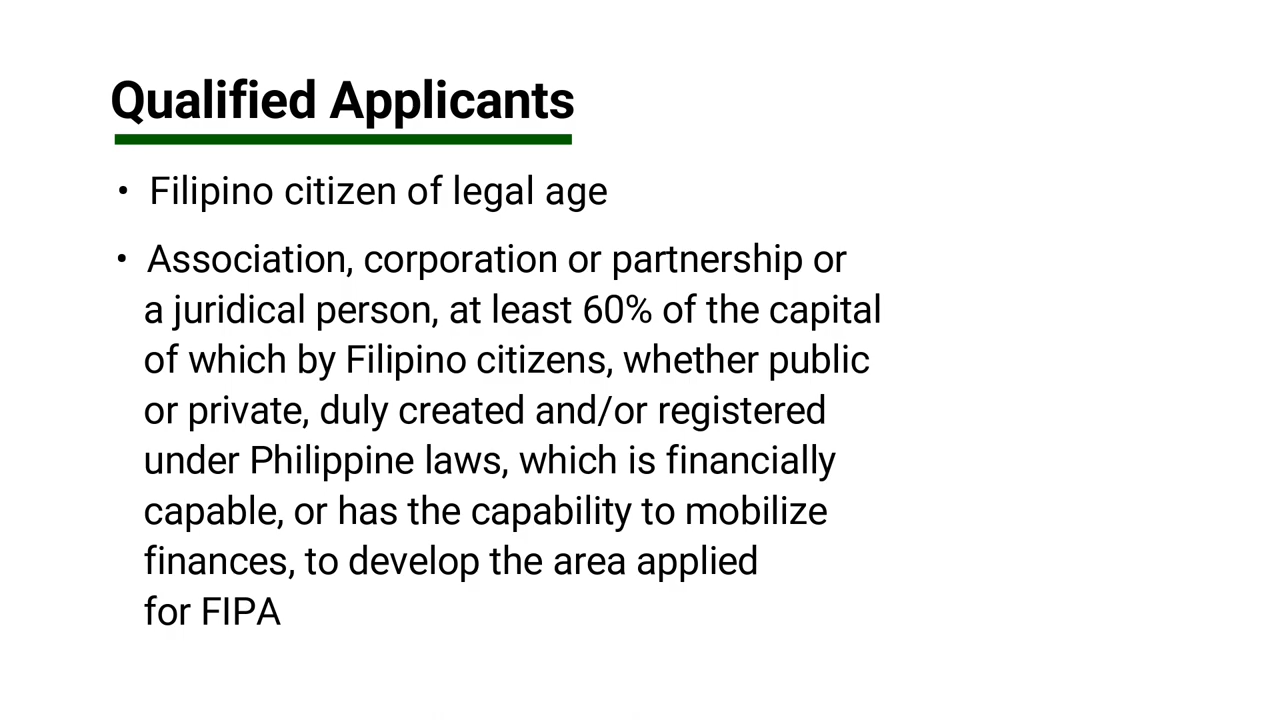 Qualified Applicants
• Filipino citizen of legal age
• Association, corporation or partnership or
a juridical person, at least 60% of the capital
of which by Filipino citizens, whether public
or private, duly created and/or registered
under Philippine laws, which is financially
capable, or has the capability to mobilize
finances, to develop the area applied
for FIPA